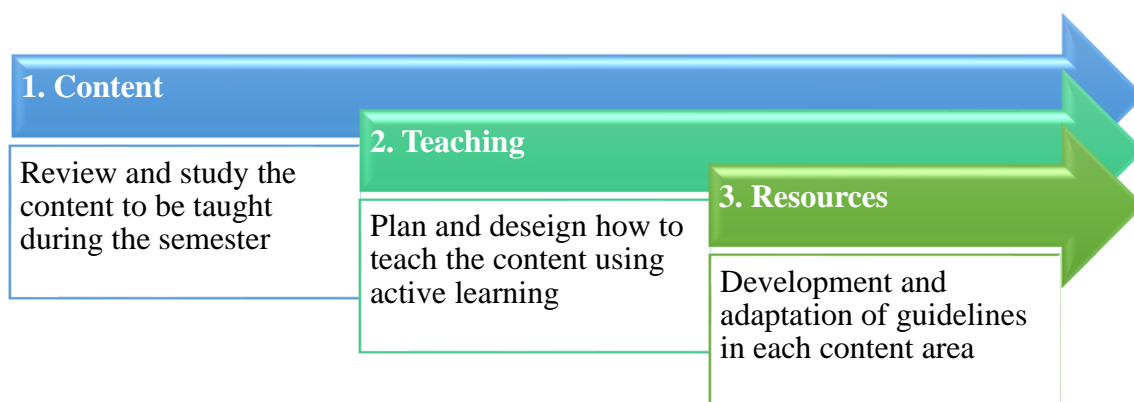 1. Content
Review and study the
content to be taught
during the semester
2. Teaching
Plan and deseign how to
teach the content using
active learning
3. Resources
Development and
adaptation of guidelines
in each content area